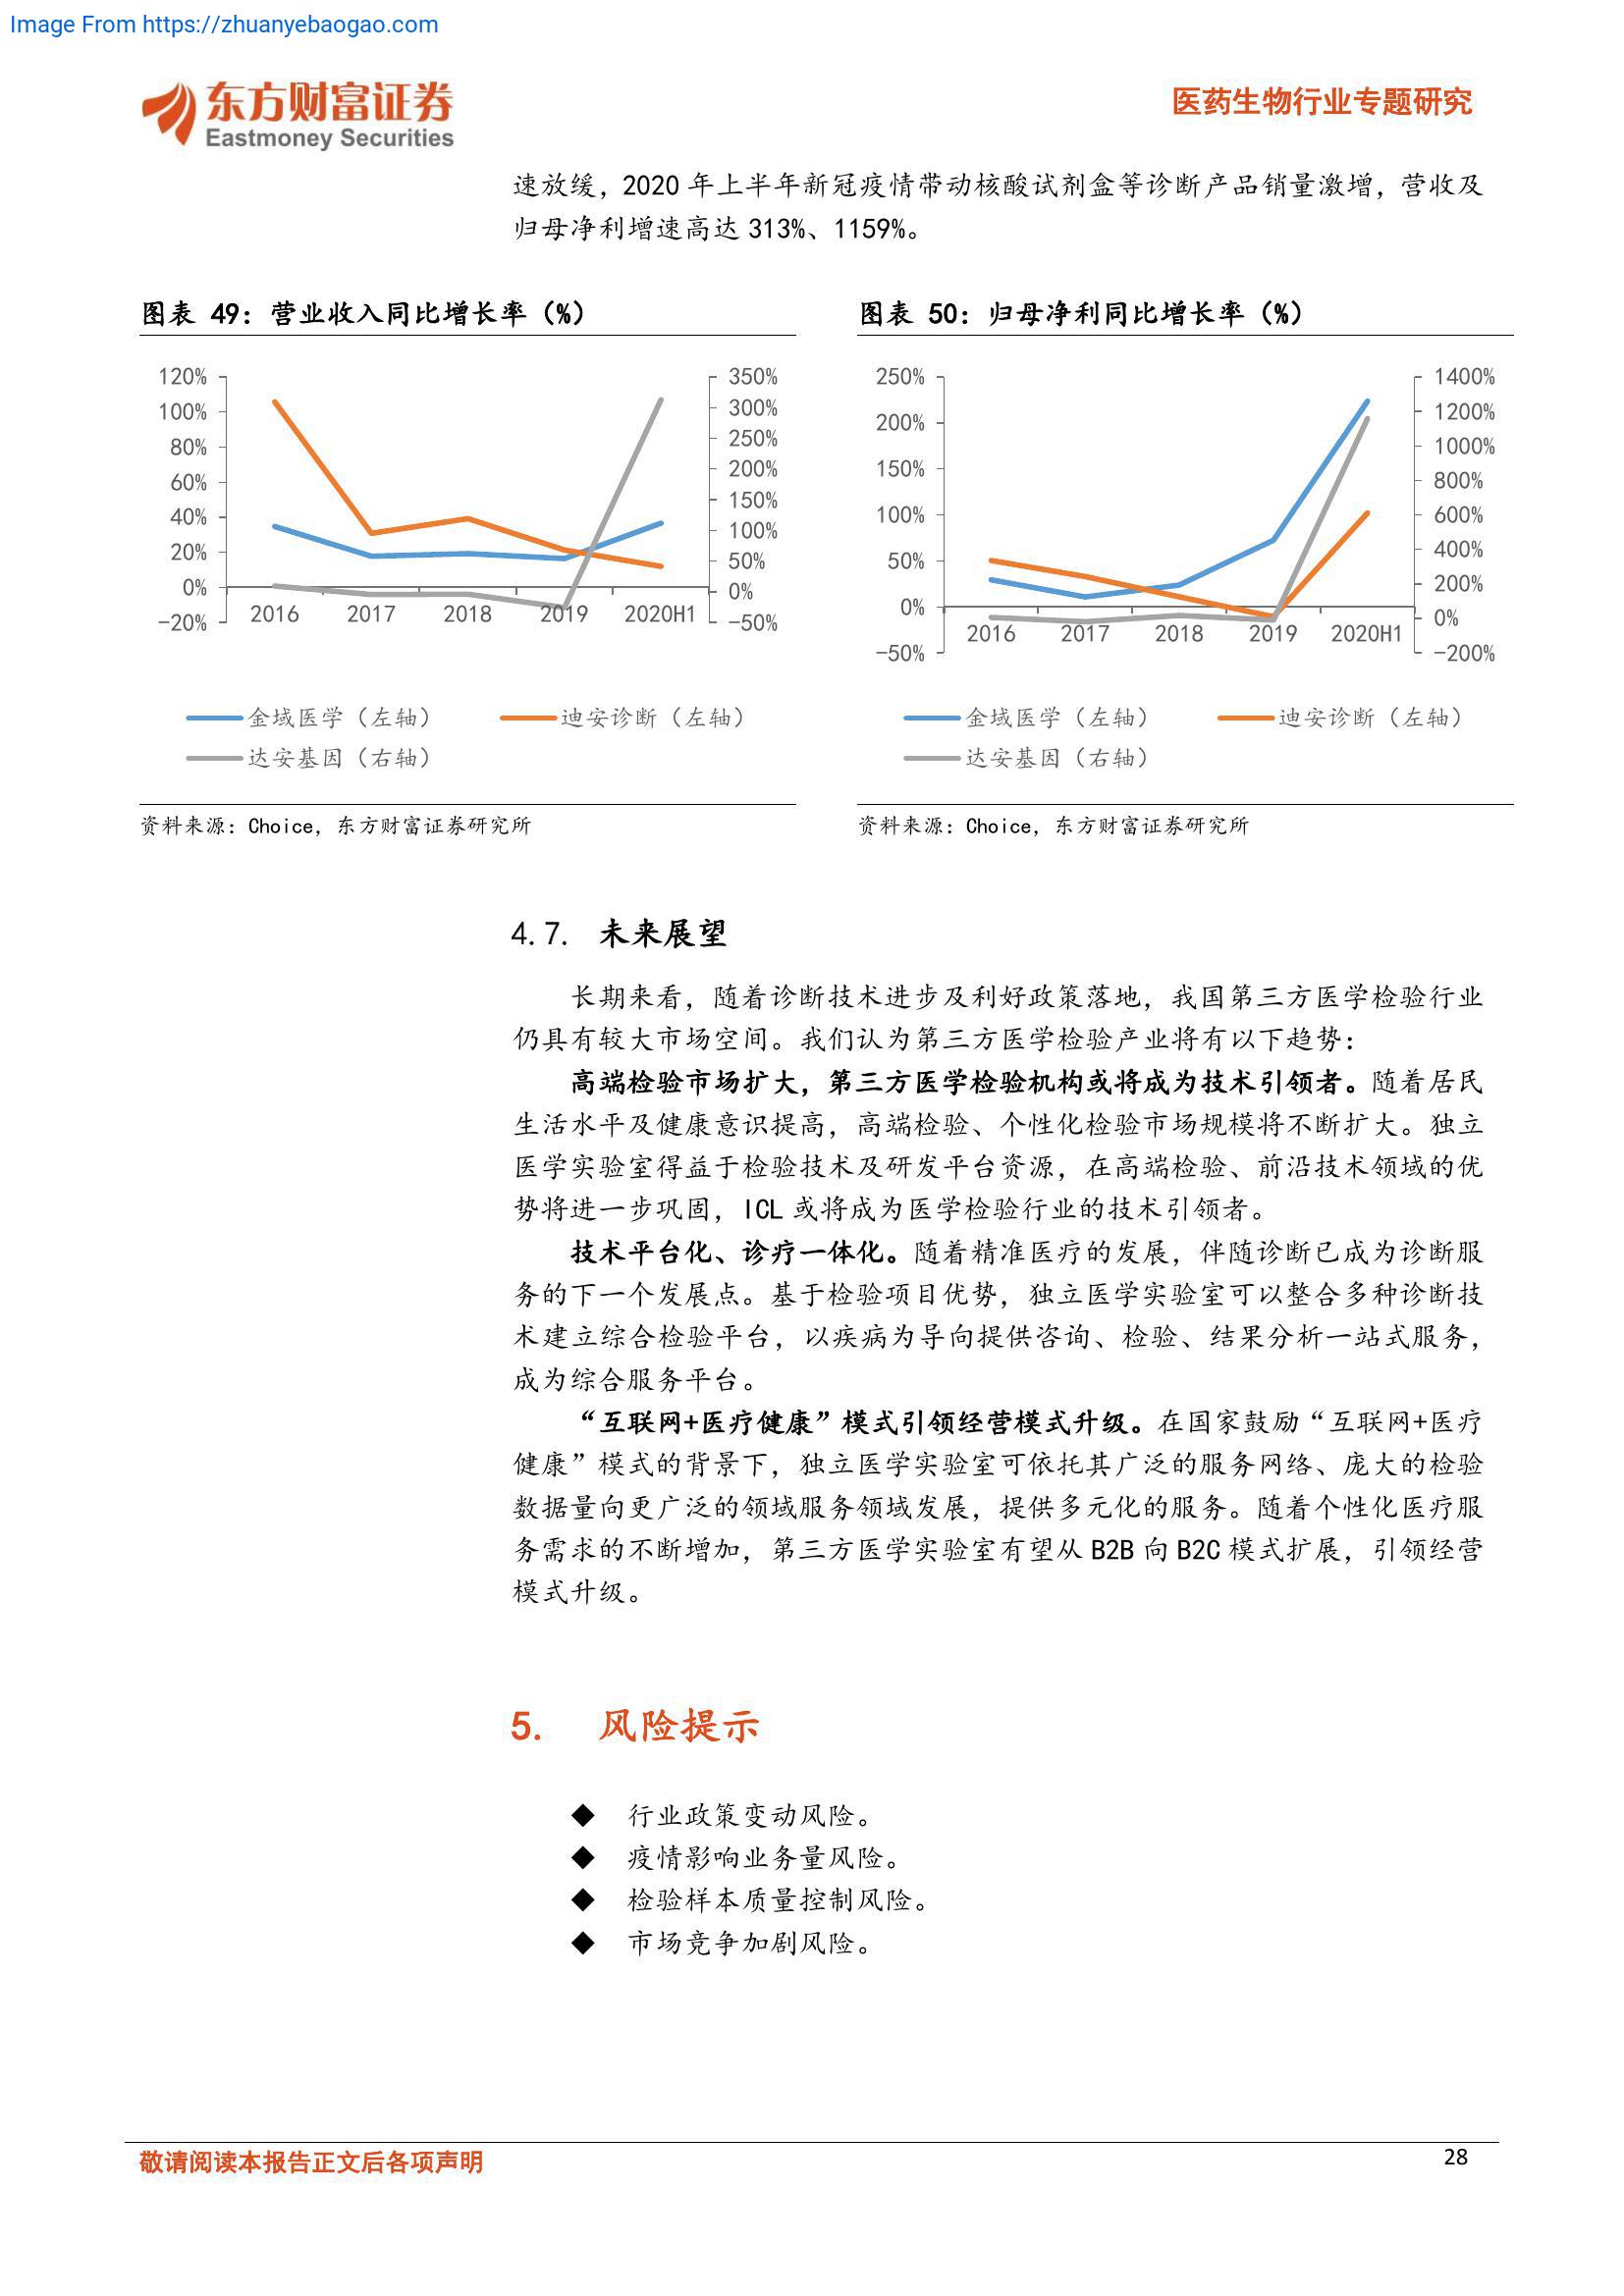 Image From https://zhuanyebaogao.com
东方财富证券
Eastmoney Securities
医药生物行业专题研究
速放缓，2020 年上半年新冠疫情带动核酸试剂盒等诊断产品销量激增，营收及
归母净利增速高达 313%、1159%。
图表 49：营业收入同比增长率（%）
120%
100%
80%
60%
40%
20%
0%
-20%
350%
300%
250%
200%
150%
100%
50%
0%
-50%
2016 2017 2018 2019 2020H1
金域医学（左轴） 迪安诊断（左轴）
达安基因（右轴）
资料来源：Choice，东方财富证券研究所
图表 50：归母净利同比增长率（%）
250%
200%
150%
100%
50%
0%
-50%
1400%
1200%
1000%
800%
600%
400%
200%
0%
-200%
2016 2017 2018 2019 2020H1
金域医学（左轴） 迪安诊断（左轴）
达安基因（右轴）
资料来源：Choice，东方财富证券研究所
4.7. 未来展望
长期来看，随着诊断技术进步及利好政策落地，我国第三方医学检验行业
仍具有较大市场空间。我们认为第三方医学检验产业将有以下趋势：
高端检验市场扩大，第三方医学检验机构或将成为技术引领者。随着居民
生活水平及健康意识提高，高端检验、个性化检验市场规模将不断扩大。独立
医学实验室得益于检验技术及研发平台资源，在高端检验、前沿技术领域的优
势将进一步巩固，ICL 或将成为医学检验行业的技术引领者。
技术平台化、诊疗一体化。随着精准医疗的发展，伴随诊断已成为诊断服
务的下一个发展点。基于检验项目优势，独立医学实验室可以整合多种诊断技
术建立综合检验平台，以疾病为导向提供咨询、检验、结果分析一站式服务，
成为综合服务平台。
“互联网+医疗健康”模式引领经营模式升级。在国家鼓励“互联网+医疗
健康”模式的背景下，独立医学实验室可依托其广泛的服务网络、庞大的检验
数据量向更广泛的领域服务领域发展，提供多元化的服务。随着个性化医疗服
务需求的不断增加，第三方医学实验室有望从 B2B 向 B2C 模式扩展，引领经营
模式升级。
5. 风险提示
◆ 行业政策变动风险。
◆ 疫情影响业务量风险。
◆ 检验样本质量控制风险。
◆ 市场竞争加剧风险。
敬请阅读本报告正文后各项声明
28